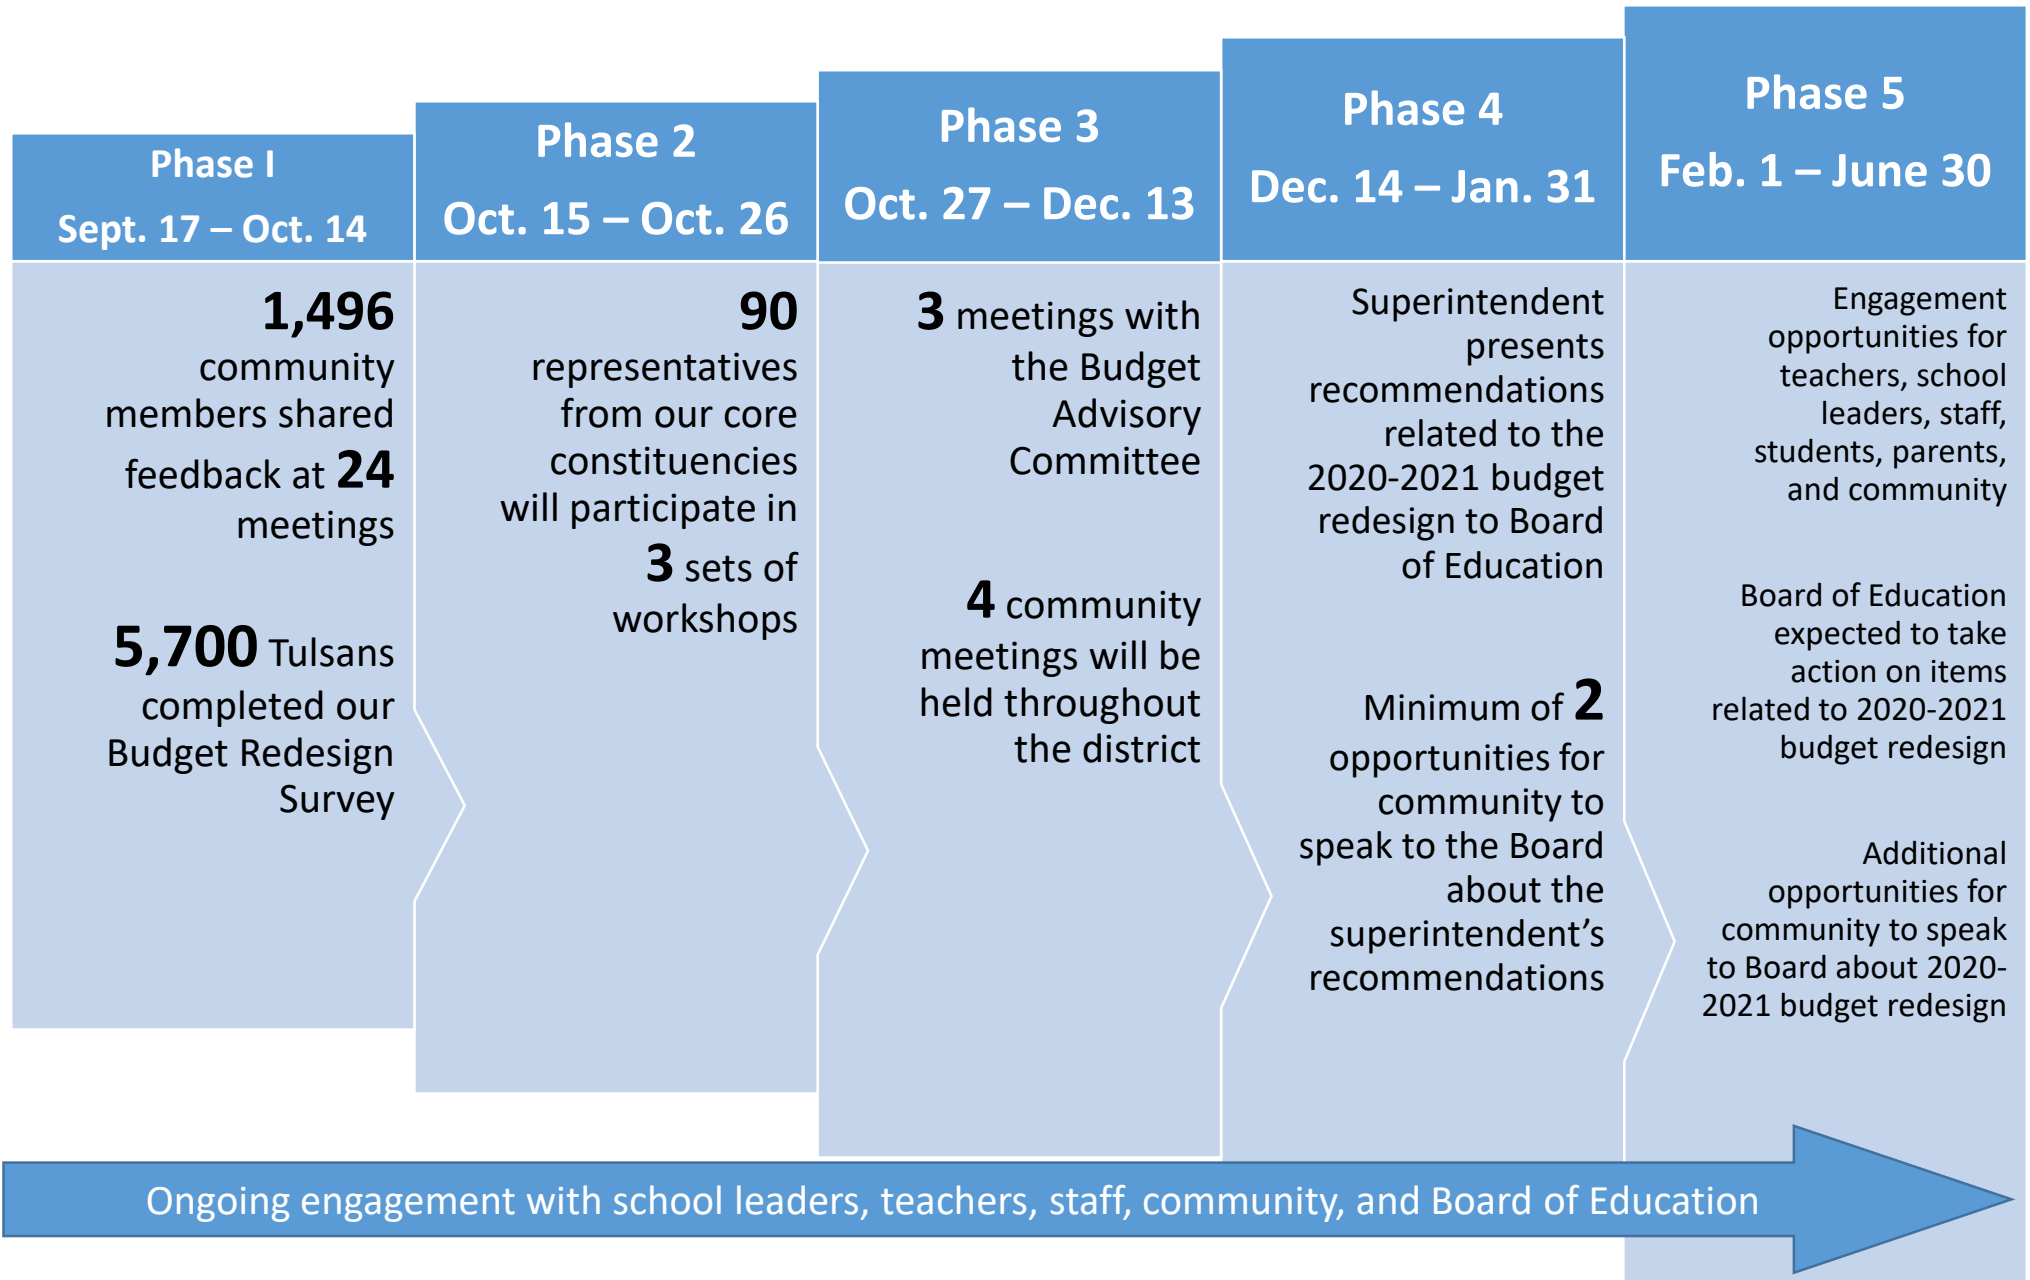 Phase I
Sept. 17 – Oct. 14
1,496
community
members shared
feedback at 24
meetings
5,700 Tulsans
completed our
Budget Redesign
Survey
Phase 2
Oct. 15 – Oct. 26
90
representatives
from our core
constituencies
will participate in
3 sets of
workshops
Phase 3
Oct. 27 – Dec. 13
3 meetings with
the Budget
Advisory
Committee
4 community
meetings will be
held throughout
the district
Phase 4
Dec. 14 – Jan. 31
Superintendent
presents
recommendations
related to the
2020-2021 budget
redesign to Board
of Education
Minimum of 2
opportunities for
community to
speak to the Board
about the
superintendent’s
recommendations
Phase 5
Feb. 1 – June 30
Engagement
opportunities for
teachers, school
leaders, staff,
students, parents,
and community
Board of Education
expected to take
action on items
related to 2020-2021
budget redesign
Additional
opportunities for
community to speak
to Board about 2020-
2021 budget redesign
Ongoing engagement with school leaders, teachers, staff, community, and Board of Education